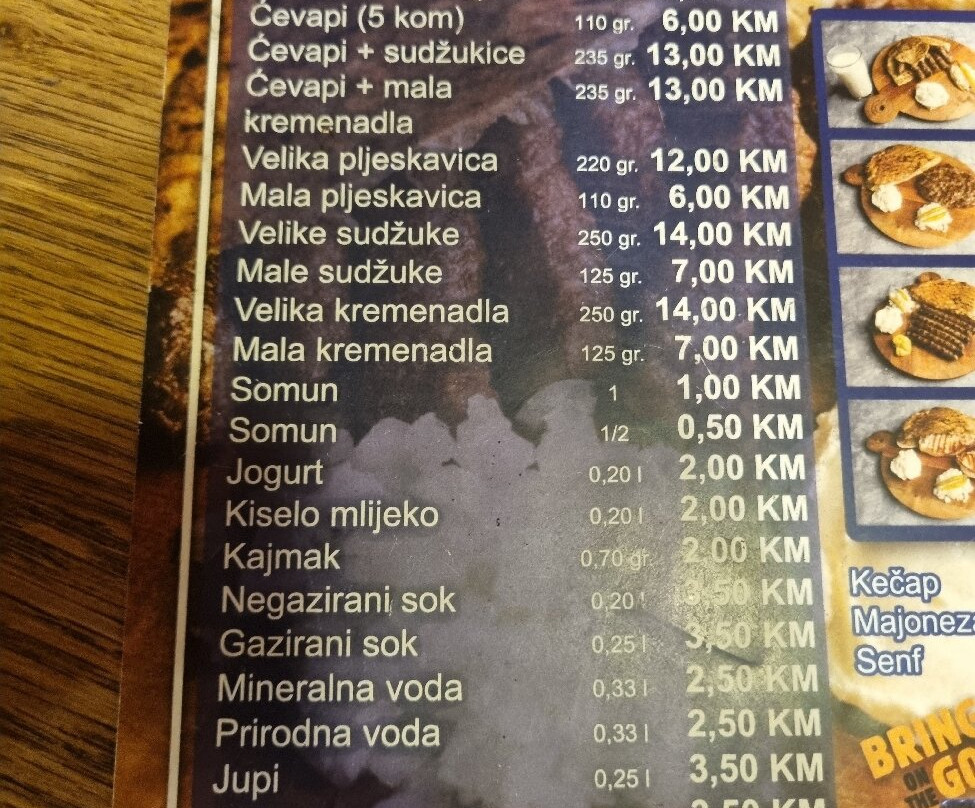 Ćevapi (5 kom) 110 gr. 6,00 KM
Ćevapi + sudžukice 235 gr. 13,00 KM
Ćevapi + mala 235 gr. 13,00 KM
kremenadla
Velika pljeskavica 220 gr. 12,00 KM
Mala pljeskavica 110 gr. 6,00 KM
Velike sudžuke 250 gr. 14,00 KM
Male sudžuke 125 gr. 7,00 KM
Velika kremenadla 250 gr. 14,00 KM
Mala kremenadla 125 gr. 7,00 KM
Somun 1 1,00 KM
Somun 1/2 0,50 KM
Jogurt 0,20 l 2,00 KM
Kiselo mlijeko 0,20 l 2,00 KM
Kajmak 0,70 gr. 2,00 KM
Negazirani sok 0,20 l 3,50 KM
Gazirani sok 0,25 l 3,50 KM
Mineralna voda 0,33 l 2,50 KM
Prirodna voda 0,33 l 2,50 KM
Jupi 0,25 l 3,50 KM
Kečap
Majoneza
Senf
BRING
ON
GO